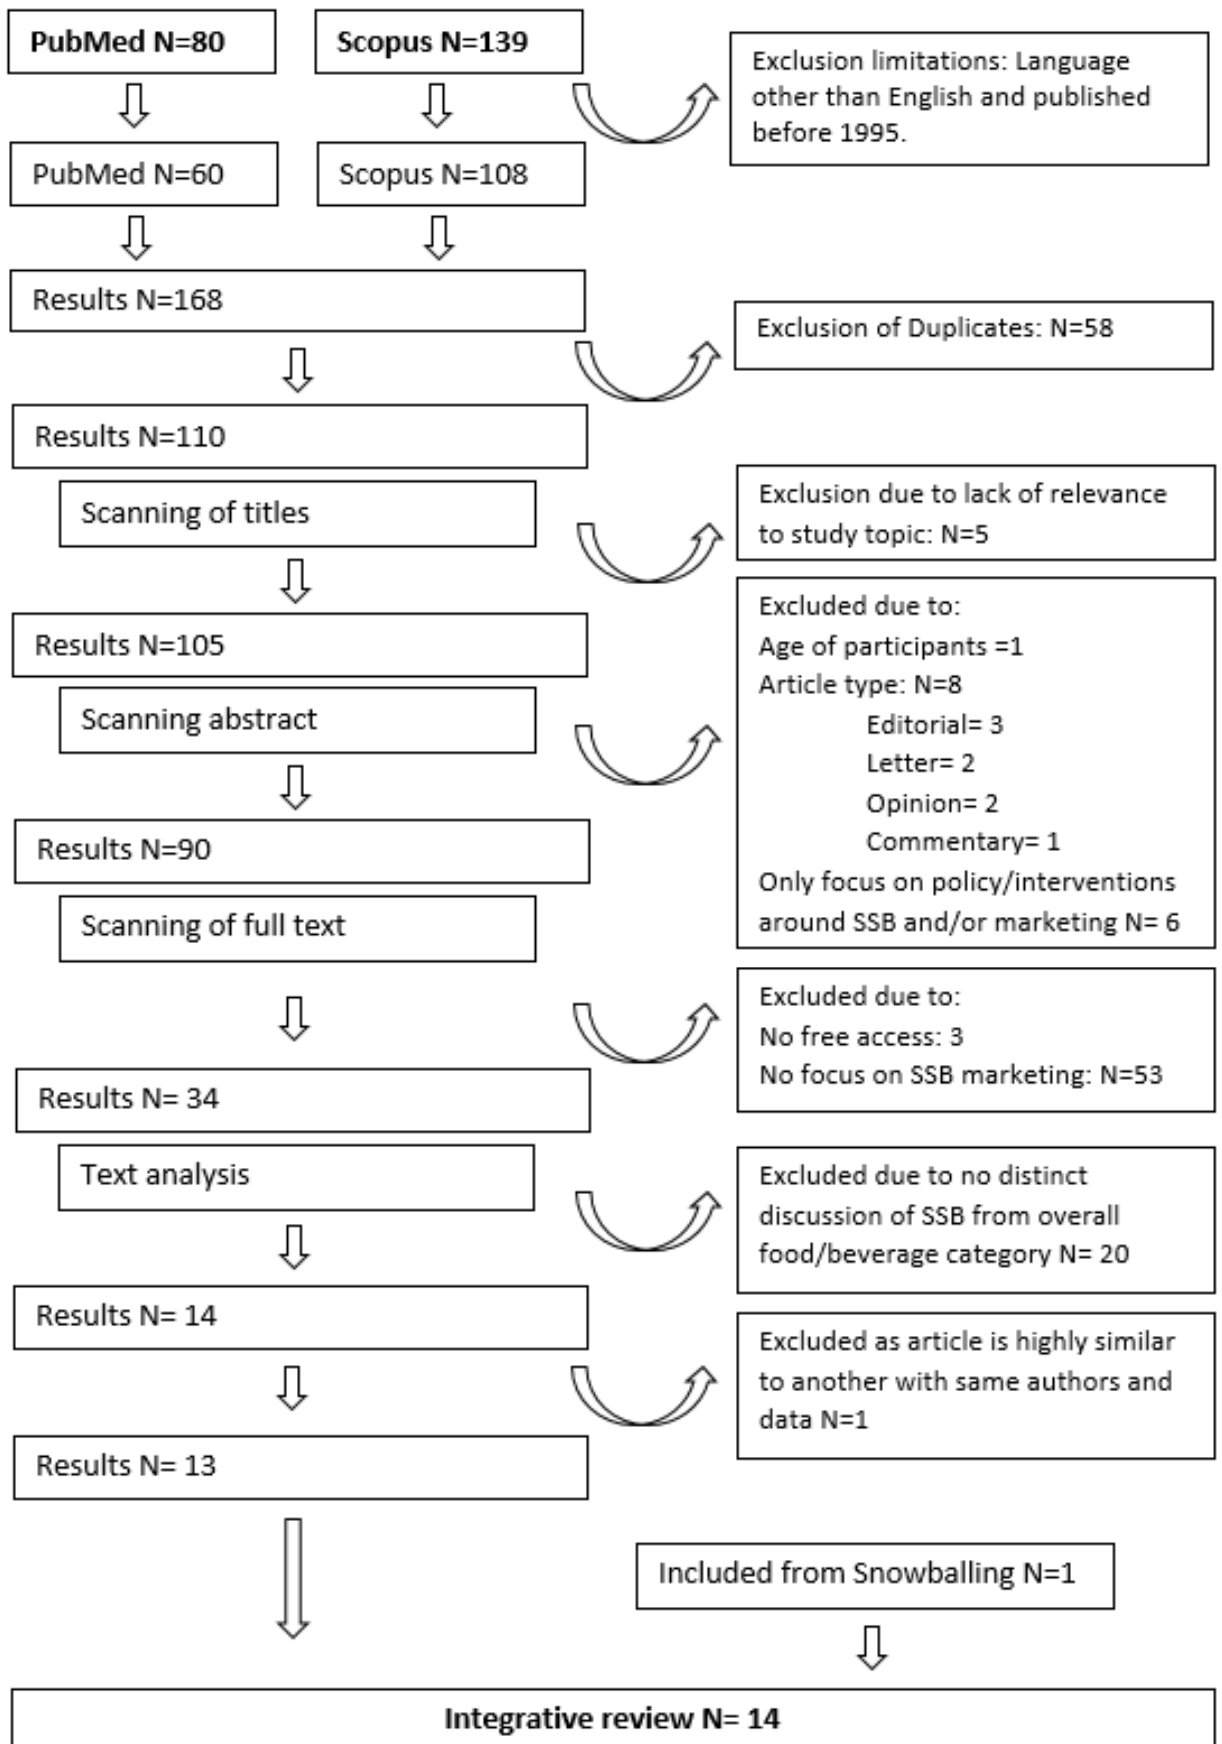 PubMed N=80
Scopus N=139
Exclusion limitations: Language
other than English and published
before 1995.
PubMed N=60
Scopus N=108
Results N=168
Exclusion of Duplicates: N=58
Results N=110
Scanning of titles
Exclusion due to lack of relevance
to study topic: N=5
Results N=105
Scanning abstract
Excluded due to:
Age of participants =1
Article type: N=8
Editorial= 3
Letter= 2
Opinion= 2
Commentary= 1
Only focus on policy/interventions
around SSB and/or marketing N= 6
Results N=90
Scanning of full text
Excluded due to:
No free access: 3
No focus on SSB marketing: N=53
Results N= 34
Text analysis
Excluded due to no distinct
discussion of SSB from overall
food/beverage category N= 20
Results N= 14
Excluded as article is highly similar
to another with same authors and
data N=1
Results N= 13
Included from Snowballing N=1
Integrative review N= 14